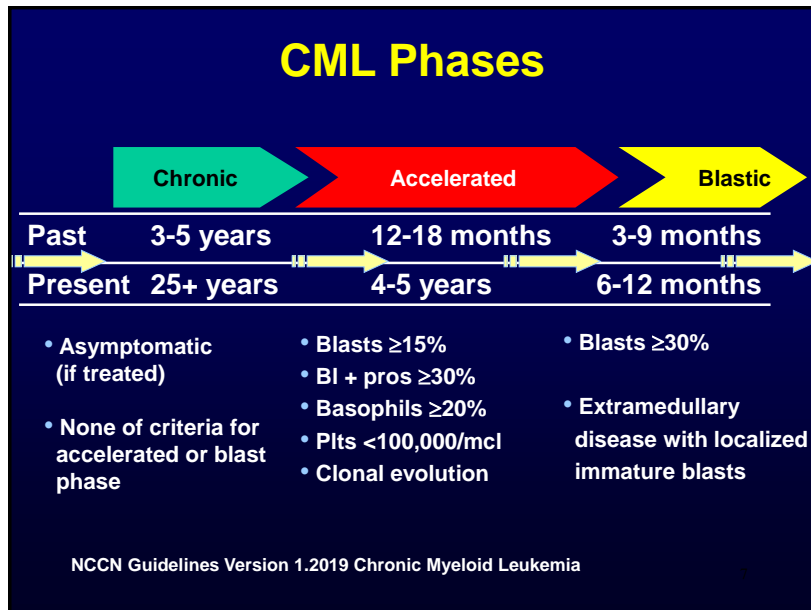 CML Phases
Chronic Accelerated Blastic
Past 3-5 years 12-18 months 3-9 months
Present 25+ years 4-5 years 6-12 months
• Asymptomatic
(if treated)
• None of criteria for
accelerated or blast
phase
• Blasts ≥15%
• Bl + pros ≥30%
• Basophils ≥20%
• Plts <100,000/mcl
• Clonal evolution
• Blasts ≥30%
• Extramedullary
disease with localized
immature blasts
NCCN Guidelines Version 1.2019 Chronic Myeloid Leukemia